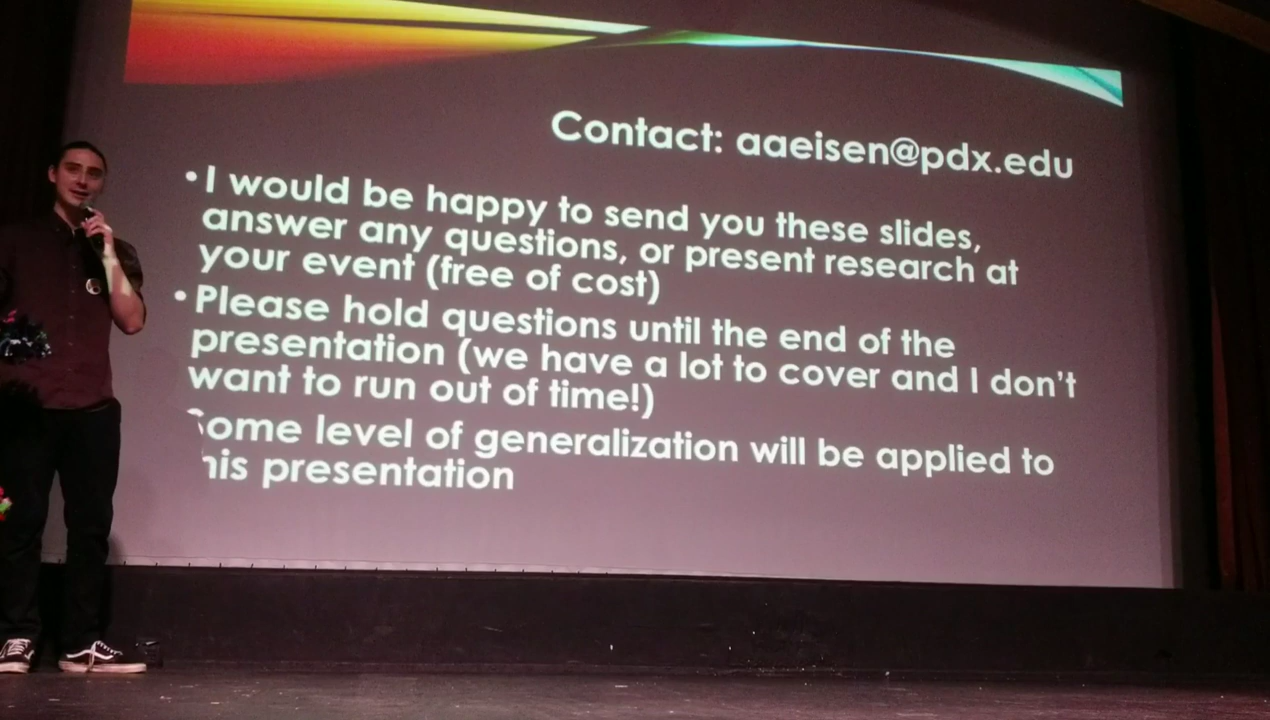 Contact: aaeisen@pdx.edu
•I would be happy to send you these slides,
answer any questions, or present research at
your event (free of cost)
•Please hold questions until the end of the
presentation (we have a lot to cover and I don't
want to run out of time!)
Some level of generalization will be applied to
this presentation